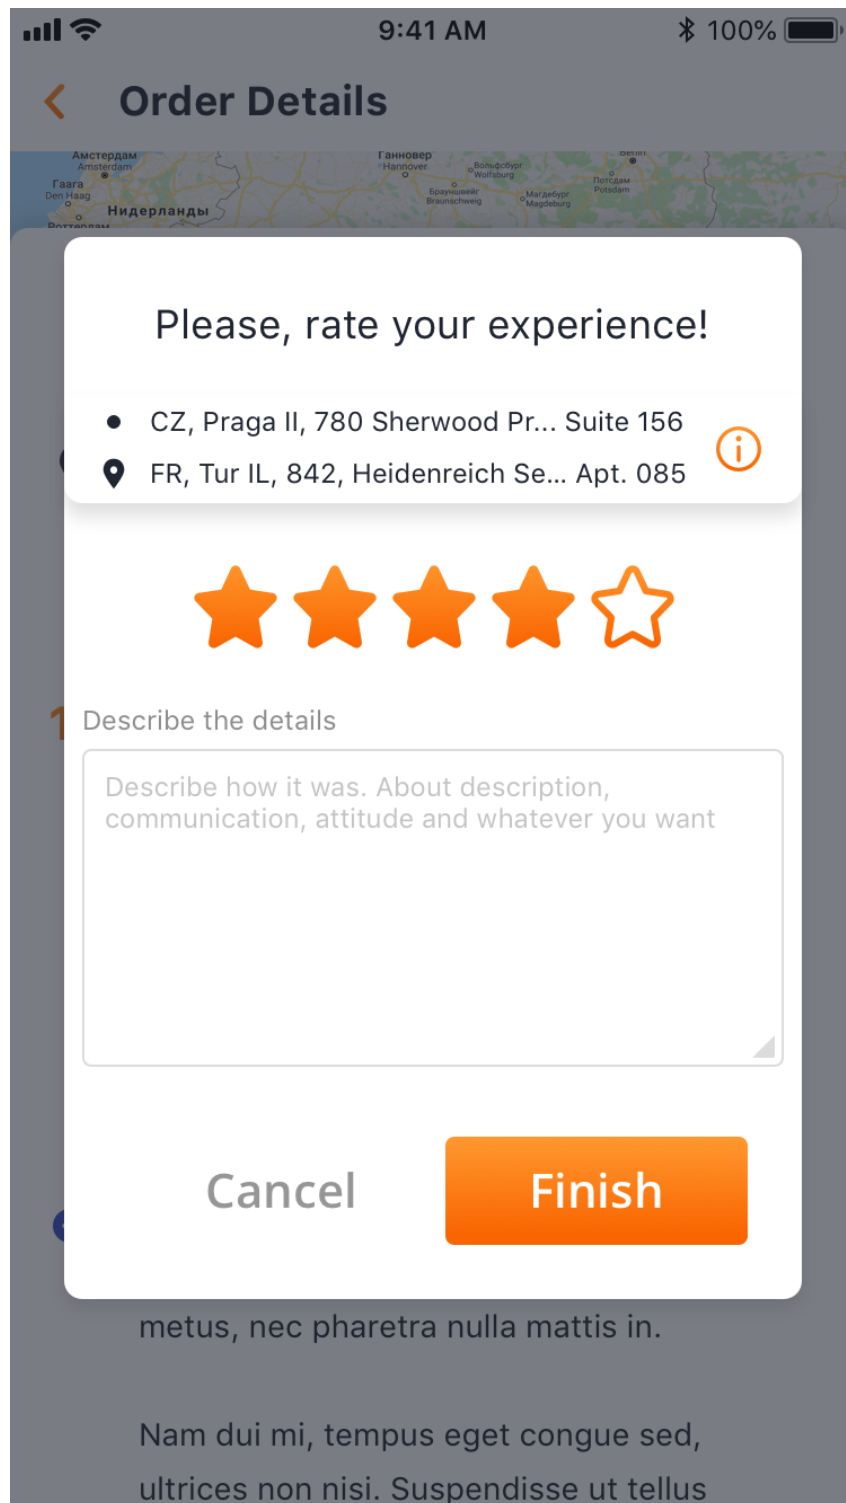 9:41 AM
100%
Order Details
Амстердам
Amsterdam
Гаага
Den Haag
Нидерланды
Роттердам
Ганновер
Hannover
Вольфсбург
Wolfsburg
Брауншвейг
Braunschweig
Магдебург
Magdeburg
Berlin
Потсдам
Potsdam
Please, rate your experience!
CZ, Praga II, 780 Sherwood Pr... Suite 156
FR, Tur IL, 842, Heidenreich Se... Apt. 085
1
Describe the details
Describe how it was. About description,
communication, attitude and whatever you want
Cancel
Finish
metus, nec pharetra nulla mattis in.
Nam dui mi, tempus eget congue sed,
ultrices non nisi. Suspendisse ut tellus